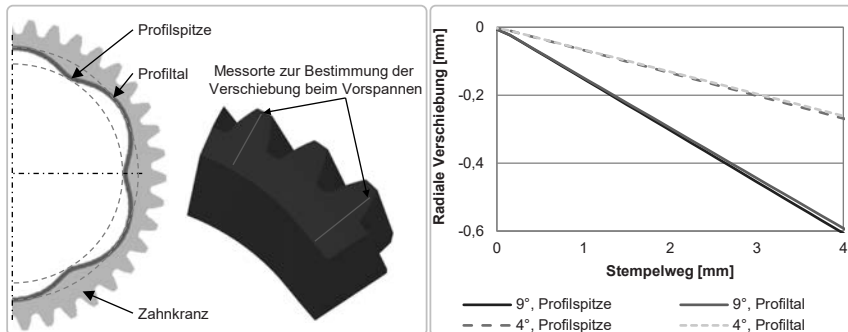 Profilspitze
Profiltal
Messorte zur Bestimmung der
Verschiebung beim Vorspannen
Zahnkranz
Radiale Verschiebung [mm]
0
-0,2
-0,4
-0,6
0
1
2
3
4
Stempelweg [mm]
9°, Profilspitze
9°, Profiltal
4°, Profilspitze
4°, Profiltal